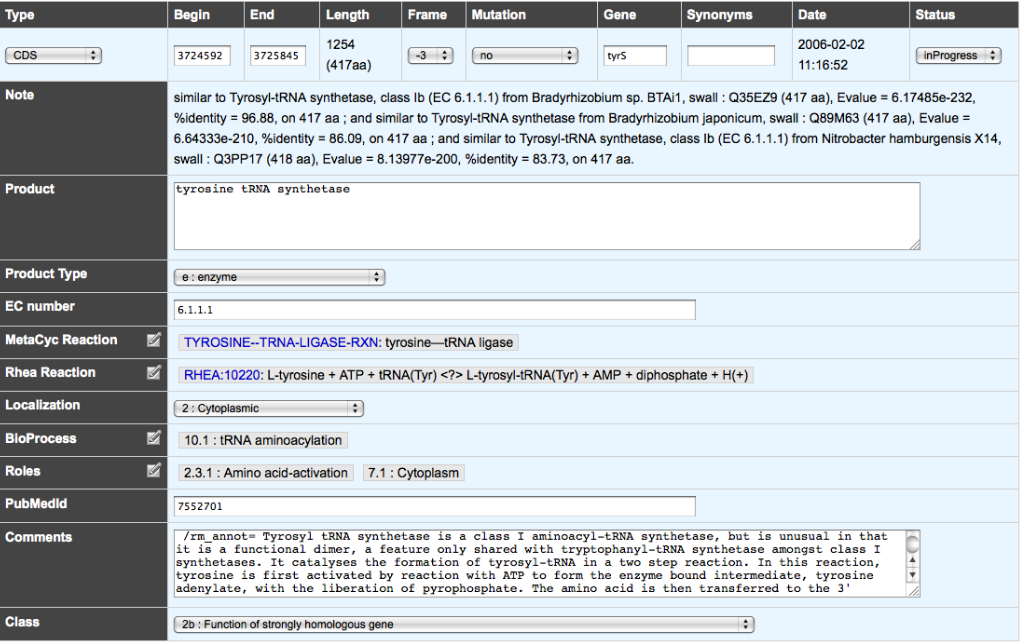 Type Begin End Length Frame Mutation Gene Synonyms Date Status
CDS 3724592 3725845 1254 (417aa) -3 no tyrS 2006-02-02 11:16:52 inProgress
Note
similar to Tyrosyl-tRNA synthetase, class Ib (EC 6.1.1.1) from Bradyrhizobium sp. BTAi1, swall : Q35EZ9 (417 aa), Evalue = 6.17485e-232,
%identity = 96.88, on 417 aa ; and similar to Tyrosyl-tRNA synthetase from Bradyrhizobium japonicum, swall : Q89M63 (417 aa), Evalue =
6.64333e-210, %identity = 86.09, on 417 aa ; and similar to Tyrosyl-tRNA synthetase, class Ib (EC 6.1.1.1) from Nitrobacter hamburgensis X14,
swall : Q3PP17 (418 aa), Evalue = 8.13977e-200, %identity = 83.73, on 417 aa.
Product
tyrosine tRNA synthetase
Product Type
e : enzyme
EC number
6.1.1.1
MetaCyc Reaction
TYROSINE--TRNA-LIGASE-RXN: tyrosine—tRNA ligase
Rhea Reaction
RHEA:10220: L-tyrosine + ATP + tRNA(Tyr) <?> L-tyrosyl-tRNA(Tyr) + AMP + diphosphate + H(+)
Localization
2 : Cytoplasmic
BioProcess
10.1 : tRNA aminoacylation
Roles
2.3.1 : Amino acid-activation 7.1 : Cytoplasm
PubMedId
7552701
Comments
/rm_annot= Tyrosyl tRNA synthetase is a class I aminoacyl-tRNA synthetase, but is unusual in that
it is a functional dimer, a feature only shared with tryptophanyl-tRNA synthetase amongst class I
synthetases. It catalyses the formation of tyrosyl-tRNA in a two step reaction. In this reaction,
tyrosine is first activated by reaction with ATP to form the enzyme bound intermediate, tyrosine
adenylate, with the liberation of pyrophosphate. The amino acid is then transferred to the 3'
Class
2b : Function of strongly homologous gene